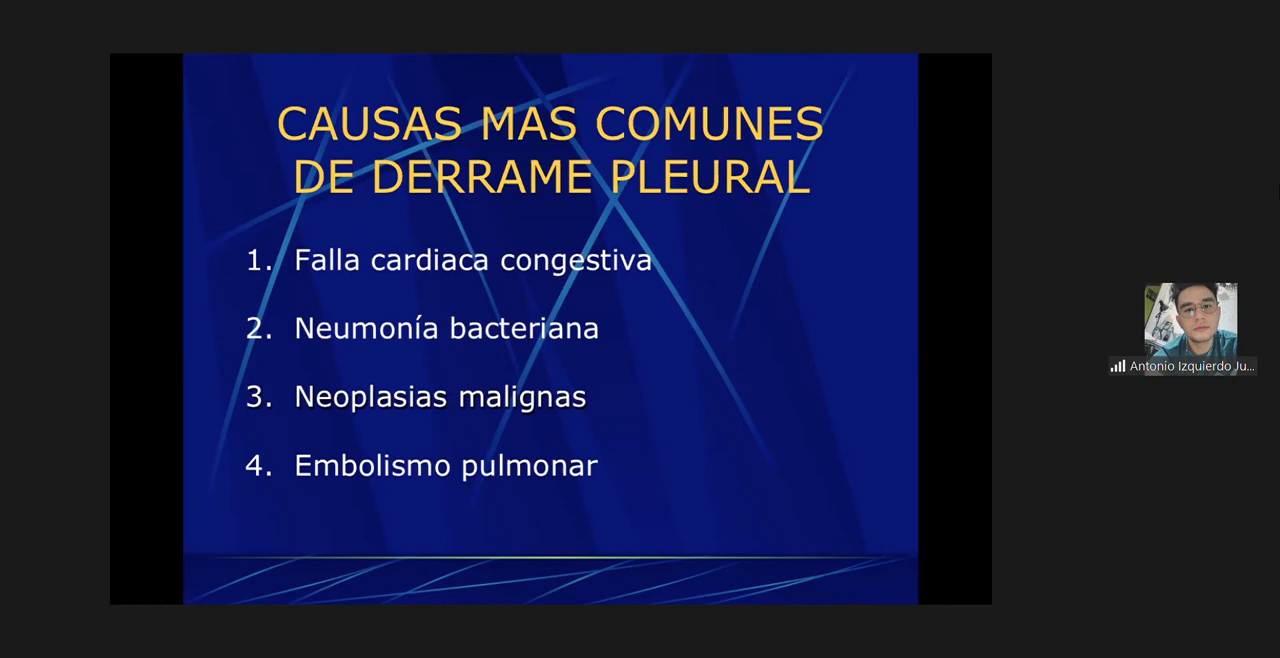 CAUSAS MAS COMUNES
DE DERRAME PLEURAL
1. Falla cardiaca congestiva
2. Neumonía bacteriana
3. Neoplasias malignas
4. Embolismo pulmonar
Antonio Izquierdo Ju...